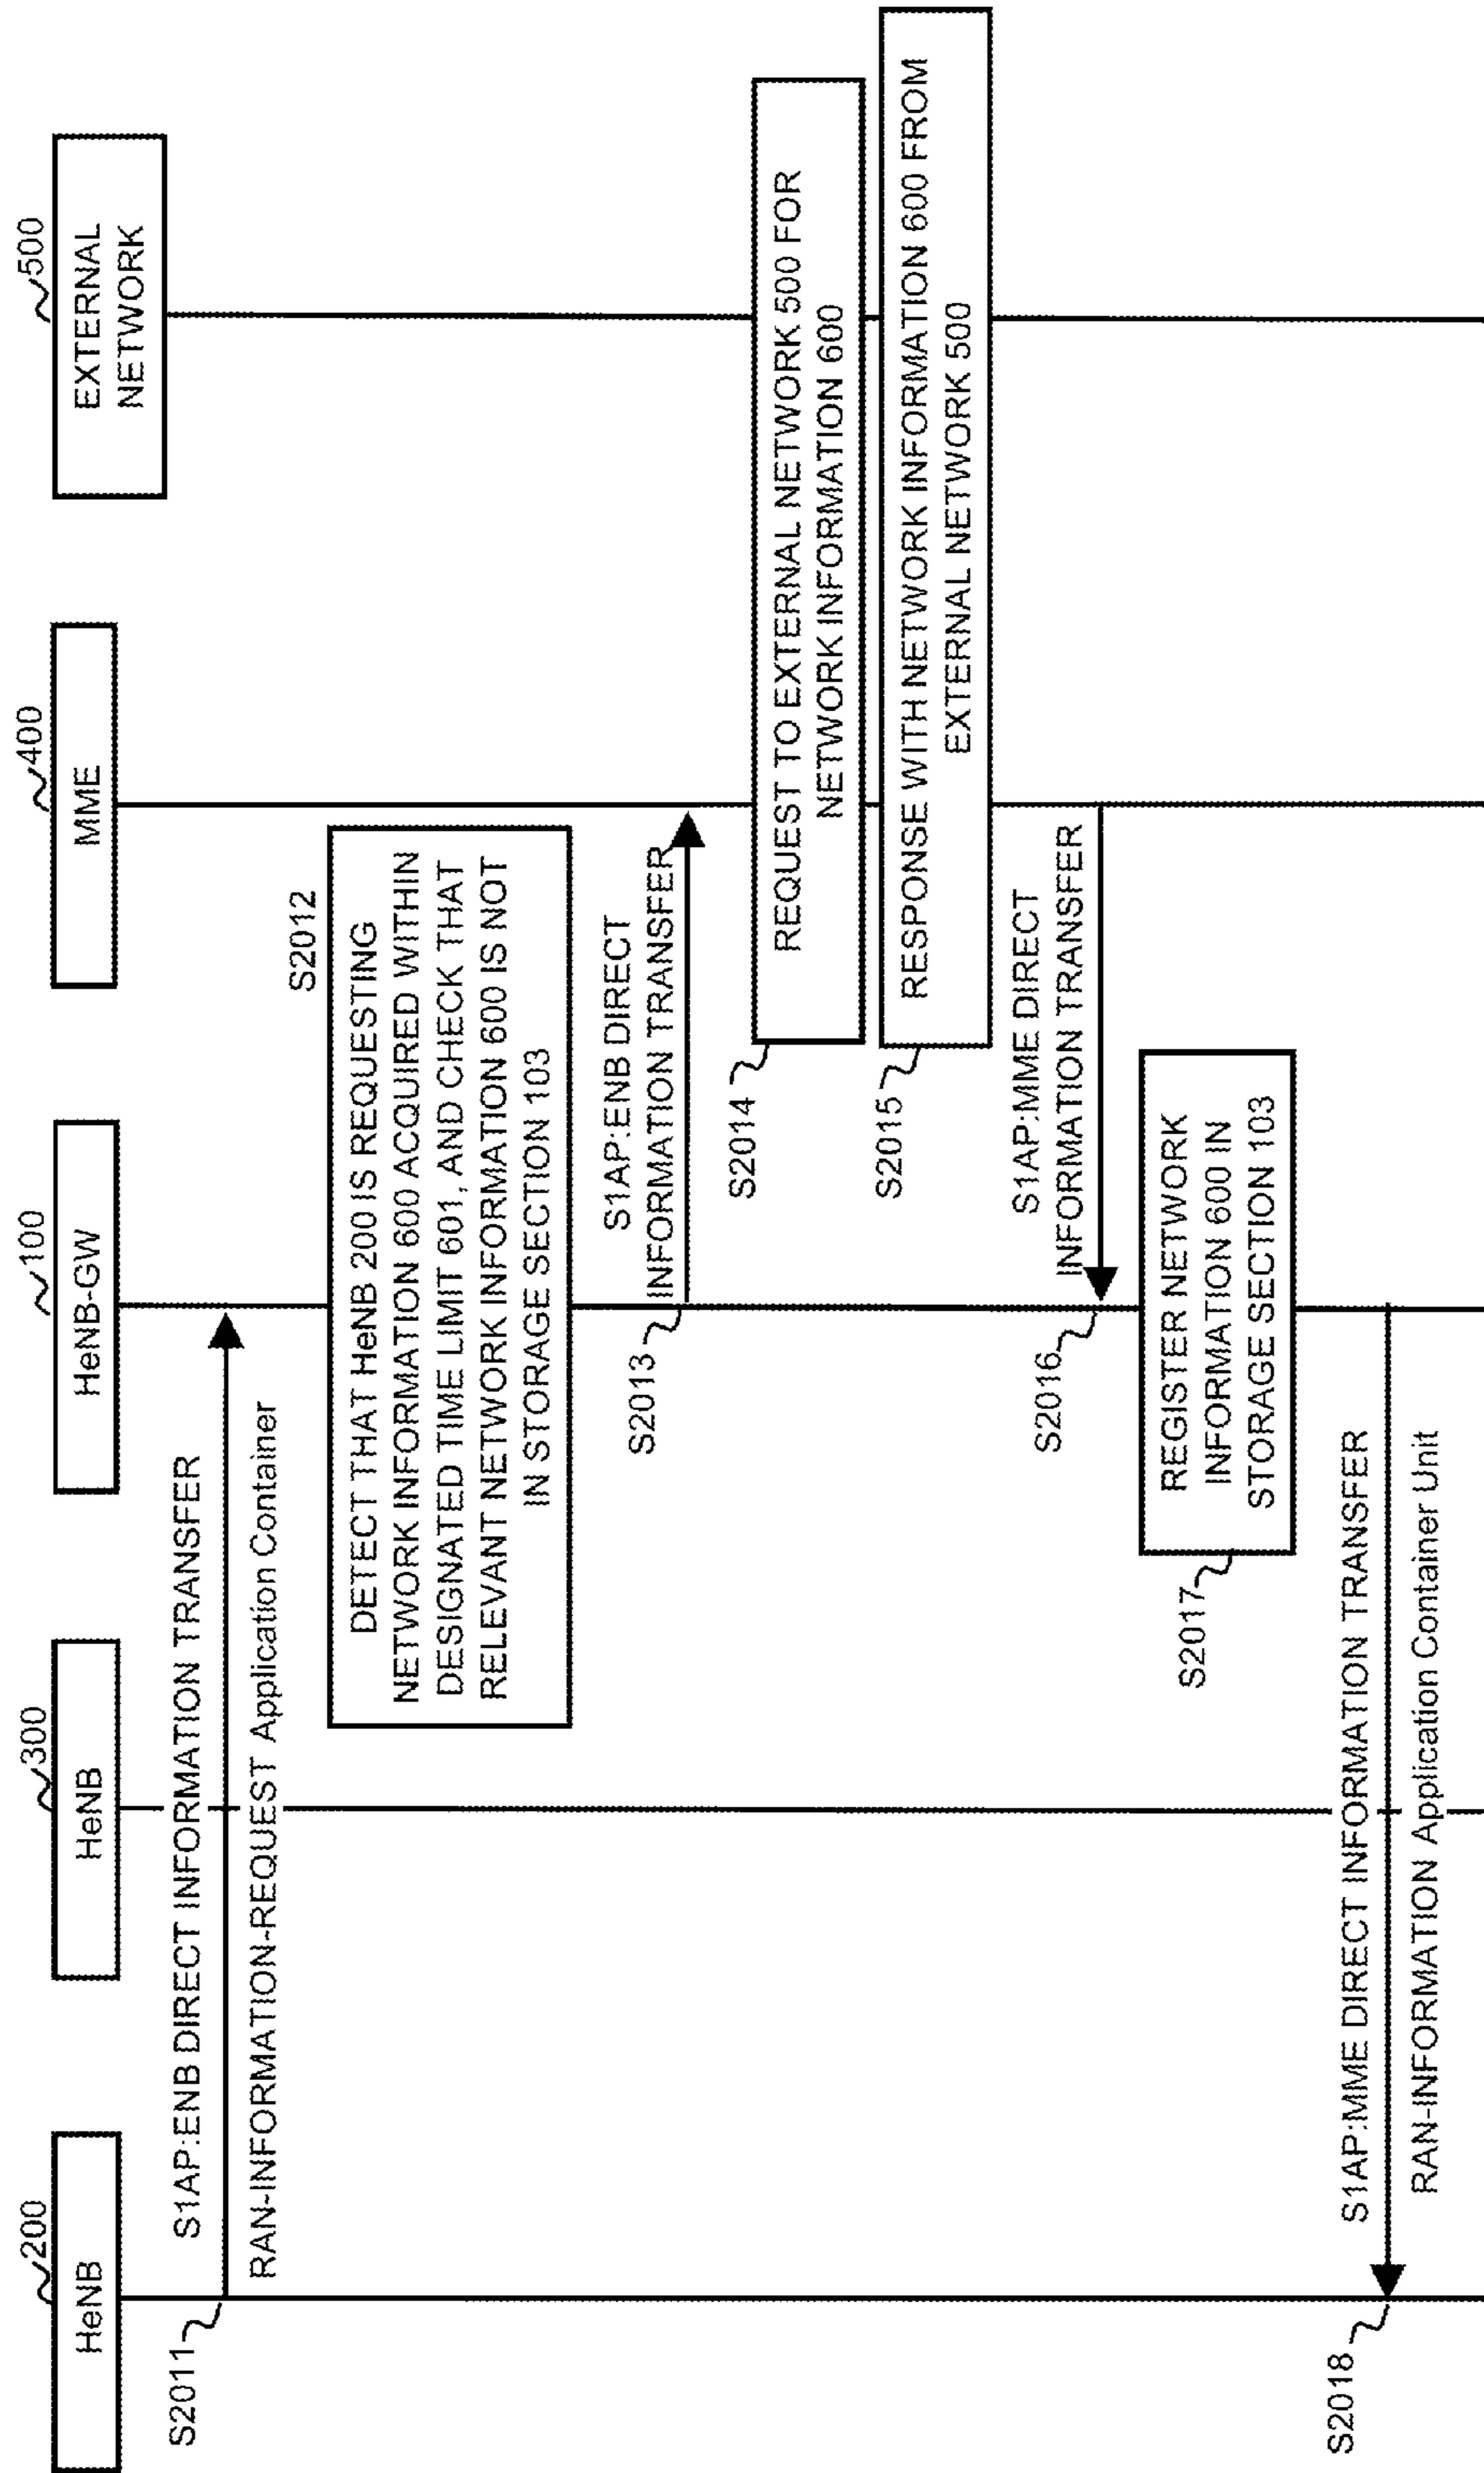 200
HeNB
300
HeNB
100
HeNB-GW
400
MME
500
EXTERNAL
NETWORK
S2011
S1AP:ENB DIRECT INFORMATION TRANSFER
RAN-INFORMATION-REQUEST Application Container
S2012
DETECT THAT HeNB 200 IS REQUESTING
NETWORK INFORMATION 600 ACQUIRED WITHIN
DESIGNATED TIME LIMIT 601, AND CHECK THAT
RELEVANT NETWORK INFORMATION 600 IS NOT
IN STORAGE SECTION 103
S2013
S1AP:ENB DIRECT
INFORMATION TRANSFER
S2014
REQUEST TO EXTERNAL NETWORK 500 FOR
NETWORK INFORMATION 600
S2015
RESPONSE WITH NETWORK INFORMATION 600 FROM
EXTERNAL NETWORK 500
S2016
S1AP:MME DIRECT
INFORMATION TRANSFER
S2017
REGISTER NETWORK
INFORMATION 600 IN
STORAGE SECTION 103
S2018
S1AP:MME DIRECT INFORMATION TRANSFER
RAN-INFORMATION Application Container Unit